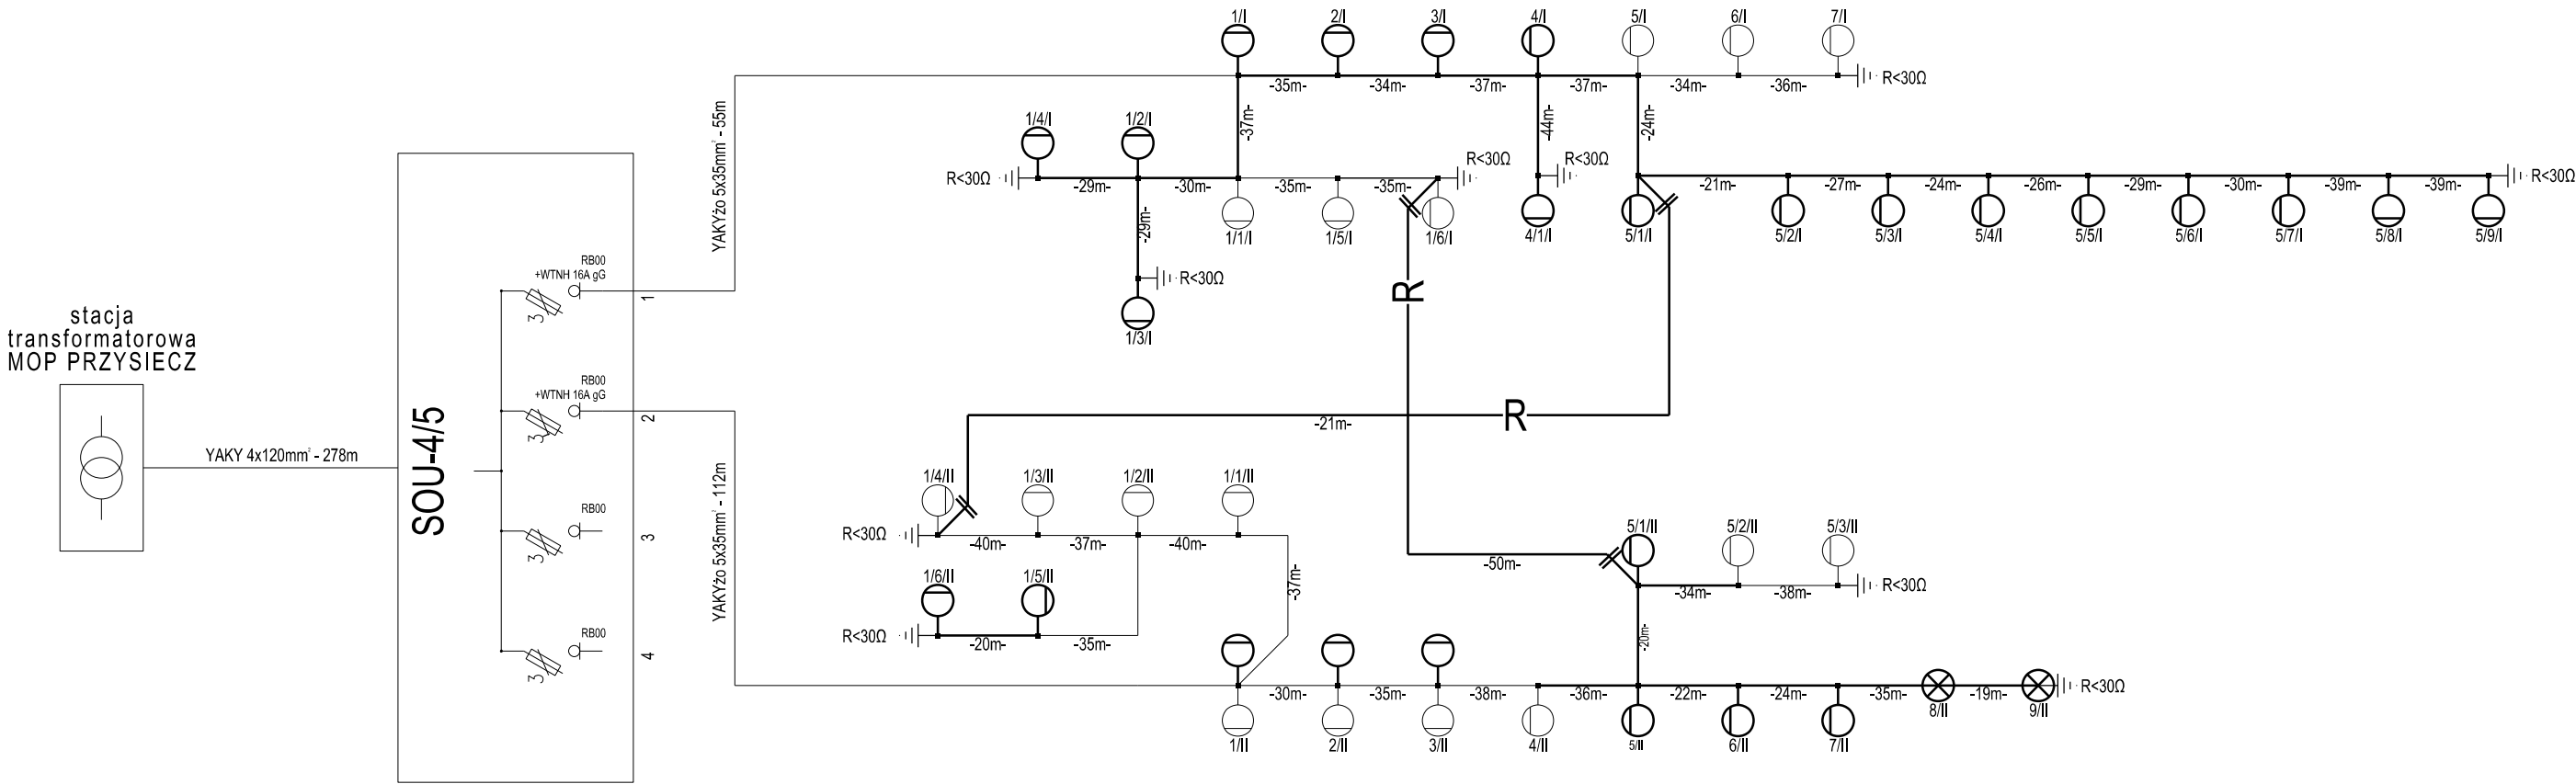 stacja
transformatorowa
MOP PRZYSIECZ
YAKY 4x120mm² - 278m
SOU-4/5
RB00
+WTNH 16A gG
3
1
RB00
+WTNH 16A gG
3
2
RB00
3
3
RB00
3
4
YAKYżo 5x35mm² - 55m
YAKYżo 5x35mm² - 112m
1/I
2/I
3/I
4/I
5/I
6/I
7/I
-35m-
-34m-
-37m-
-37m-
-34m-
-36m-
R<30Ω
-37m-
-44m-
-24m-
1/4/I
1/2/I
R<30Ω
-29m-
-30m-
-35m-
-35m-
R<30Ω
R<30Ω
-21m-
-27m-
-24m-
-26m-
-29m-
-30m-
-39m-
-39m-
R<30Ω
1/1/I
1/5/I
1/6/I
4/1/I
5/1/I
5/2/I
5/3/I
5/4/I
5/5/I
5/6/I
5/7/I
5/8/I
5/9/I
-29m-
R<30Ω
1/3/I
R
R
-21m-
1/4/II
1/3/II
1/2/II
1/1/II
R<30Ω
-40m-
-37m-
-40m-
-37m-
1/6/II
1/5/II
R<30Ω
-20m-
-35m-
-50m-
5/1/II
5/2/II
5/3/II
-34m-
-38m-
R<30Ω
-20m-
-30m-
-35m-
-38m-
-36m-
-22m-
-24m-
-35m-
-19m-
R<30Ω
1/II
2/II
3/II
4/II
5/II
6/II
7/II
8/II
9/II